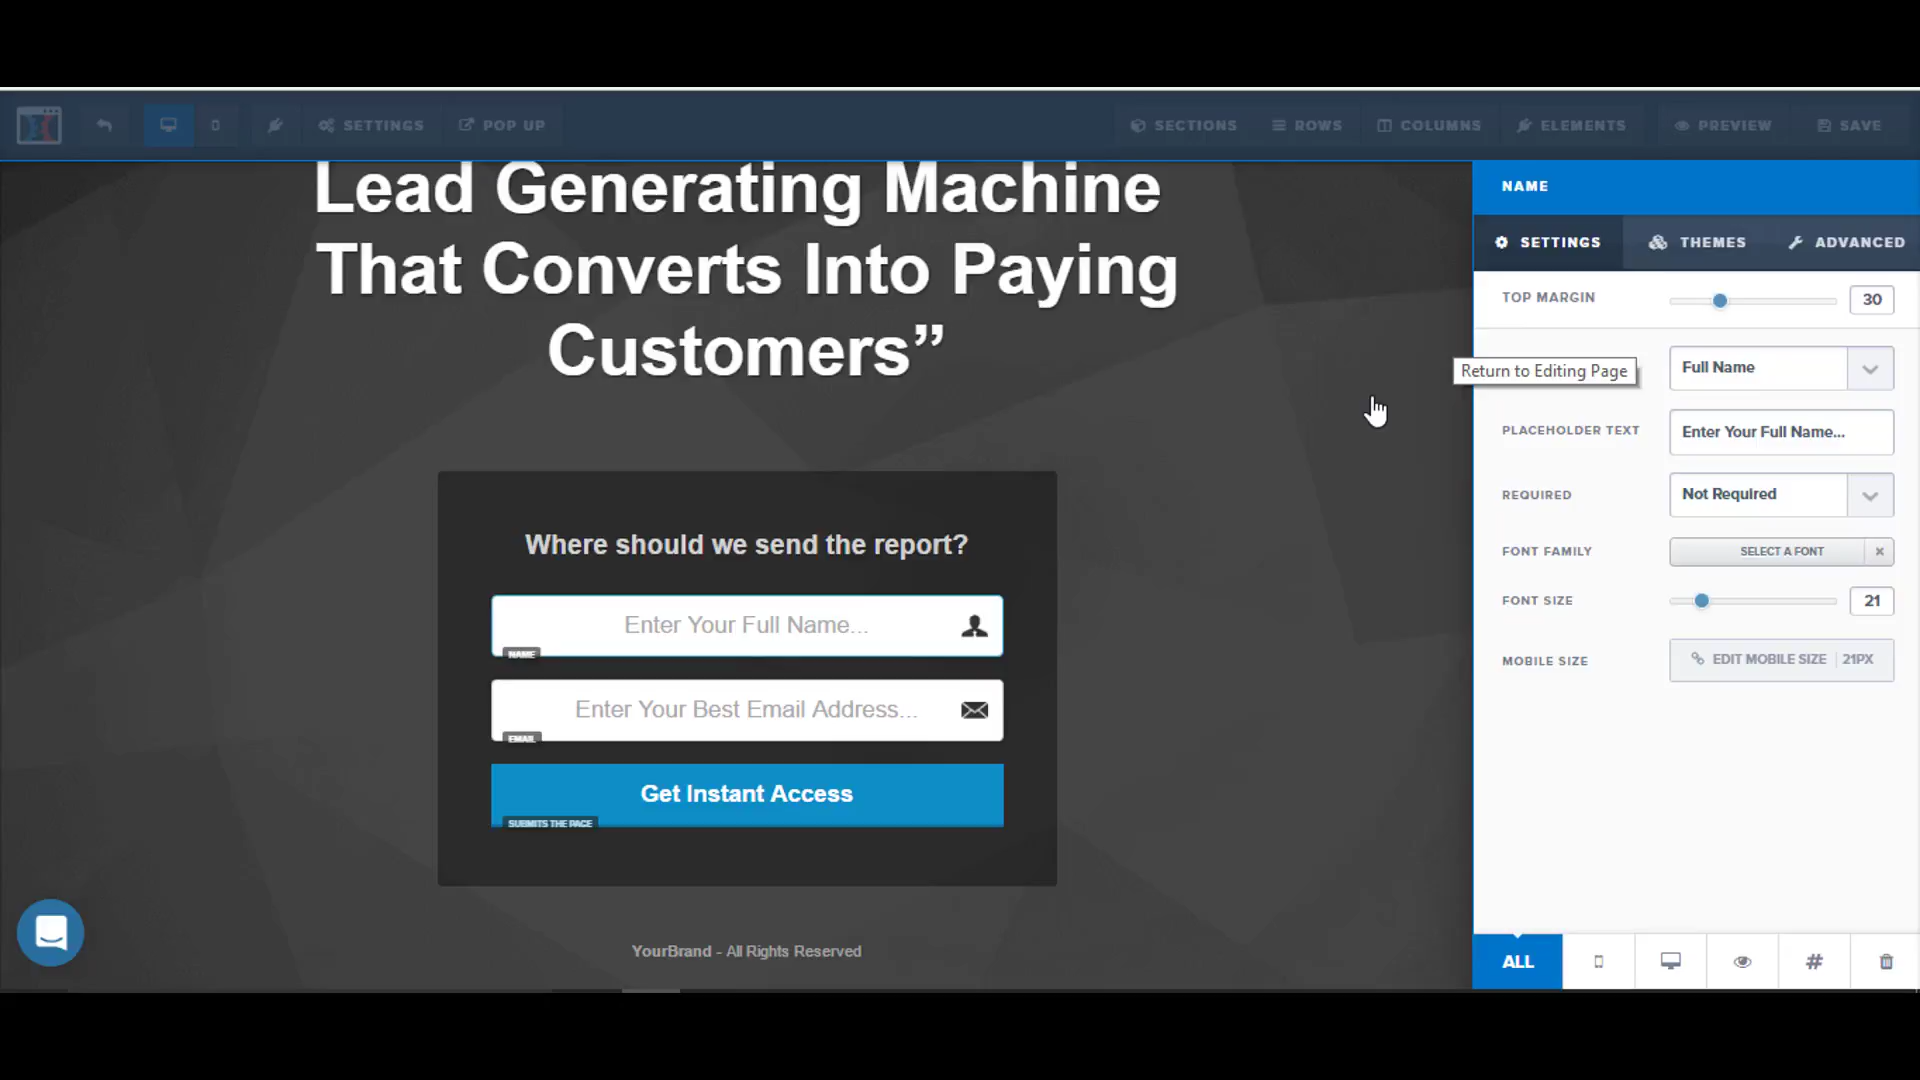 SETTINGS
POP UP
SECTIONS
ROWS
COLUMNS
ELEMENTS
PREVIEW
SAVE
Lead Generating Machine
That Converts Into Paying
Customers”
Where should we send the report?
Enter Your Full Name...
NAME
Enter Your Best Email Address...
EMAIL
Get Instant Access
SUBMITS THE PAGE
YourBrand - All Rights Reserved
NAME
SETTINGS
THEMES
ADVANCED
TOP MARGIN
30
Return to Editing Page
Full Name
PLACEHOLDER TEXT
Enter Your Full Name...
REQUIRED
Not Required
FONT FAMILY
SELECT A FONT
×
FONT SIZE
21
MOBILE SIZE
EDIT MOBILE SIZE
21PX
ALL
#